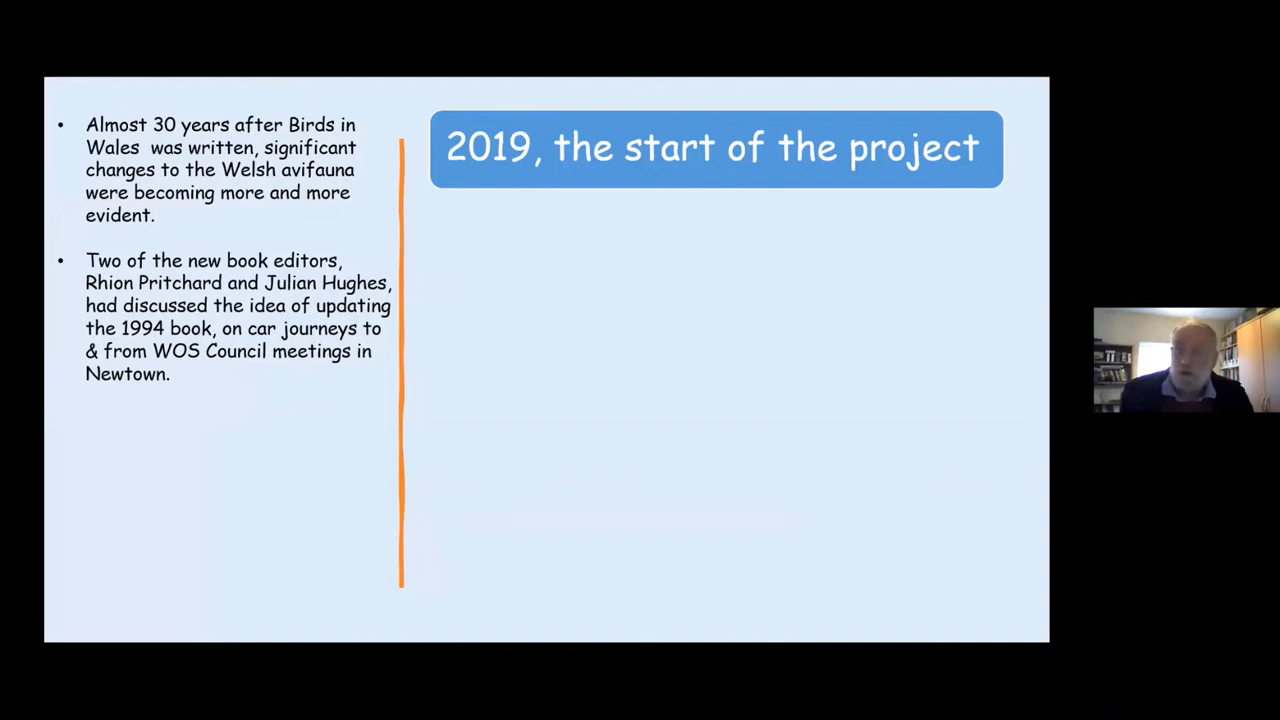 • Almost 30 years after Birds in
Wales was written, significant
changes to the Welsh avifauna
were becoming more and more
evident.
• Two of the new book editors,
Rhion Pritchard and Julian Hughes,
had discussed the idea of updating
the 1994 book, on car journeys to
& from WOS Council meetings in
Newtown.
2019, the start of the project